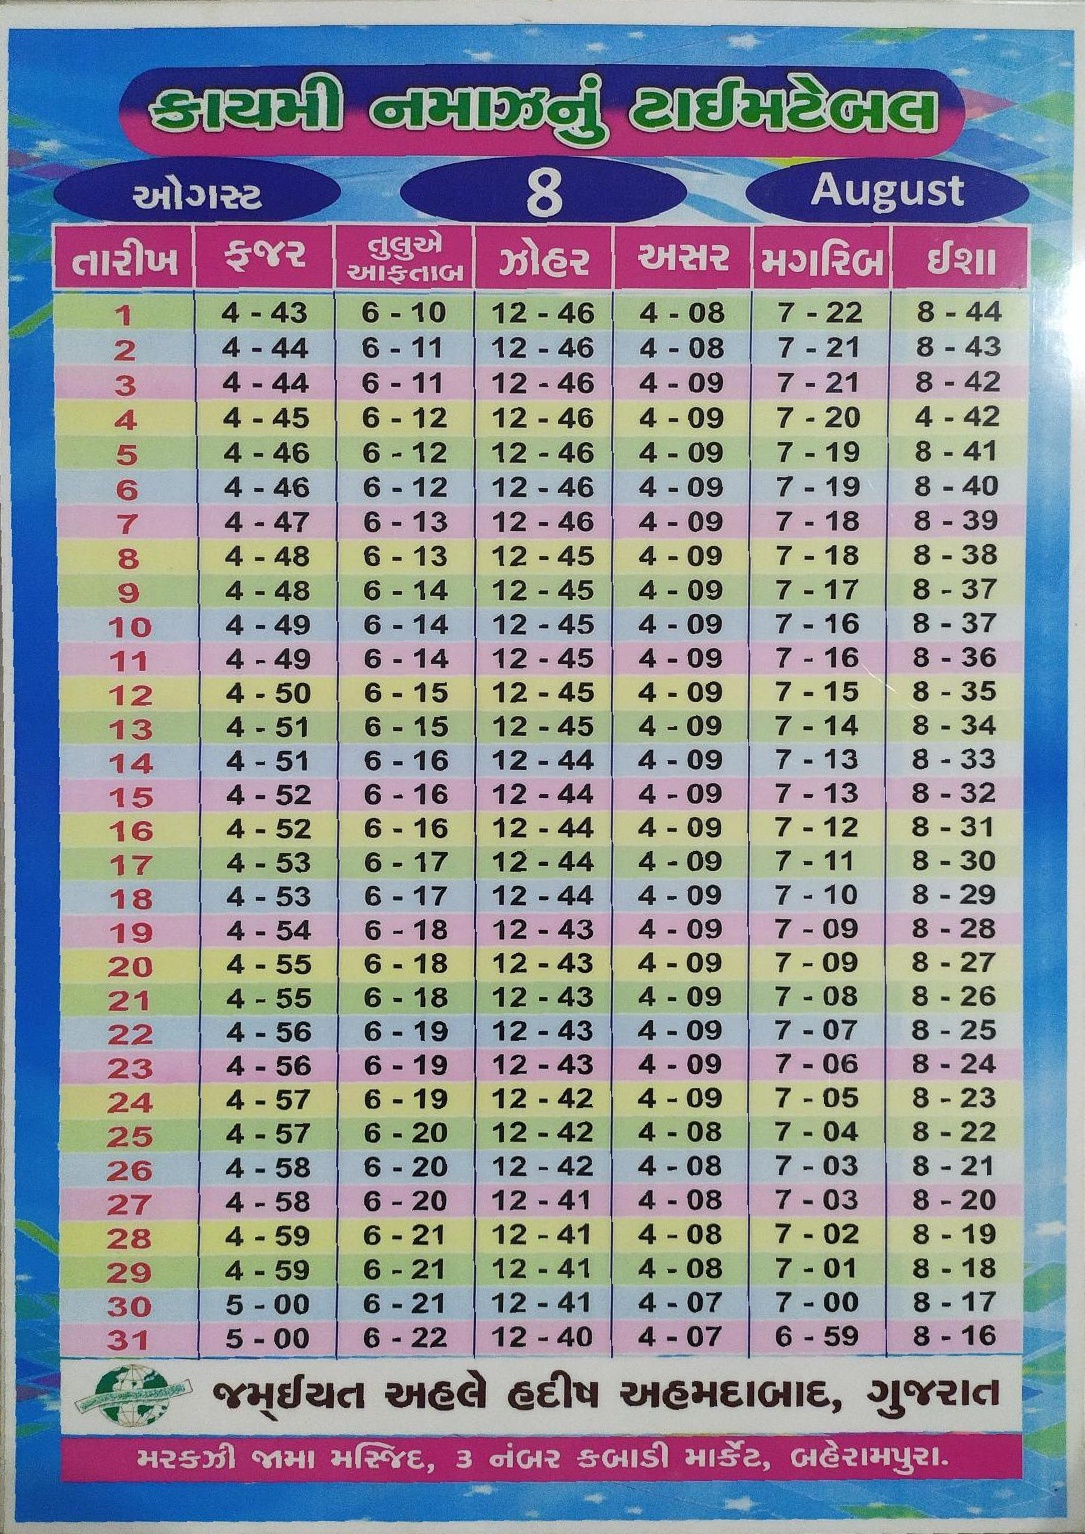 કાયમી નમાઝનું ટાઈમટેબલ
ઓગસ્ટ 8 August
તારીખ ફજર તુલુએ આફતાબ ઝોહર અસર મગરિબ ઈશા
1 4 - 43 6 - 10 12 - 46 4 - 08 7 - 22 8 - 44
2 4 - 44 6 - 11 12 - 46 4 - 08 7 - 21 8 - 43
3 4 - 44 6 - 11 12 - 46 4 - 09 7 - 21 8 - 42
4 4 - 45 6 - 12 12 - 46 4 - 09 7 - 20 4 - 42
5 4 - 46 6 - 12 12 - 46 4 - 09 7 - 19 8 - 41
6 4 - 46 6 - 12 12 - 46 4 - 09 7 - 19 8 - 40
7 4 - 47 6 - 13 12 - 46 4 - 09 7 - 18 8 - 39
8 4 - 48 6 - 13 12 - 45 4 - 09 7 - 18 8 - 38
9 4 - 48 6 - 14 12 - 45 4 - 09 7 - 17 8 - 37
10 4 - 49 6 - 14 12 - 45 4 - 09 7 - 16 8 - 37
11 4 - 49 6 - 14 12 - 45 4 - 09 7 - 16 8 - 36
12 4 - 50 6 - 15 12 - 45 4 - 09 7 - 15 8 - 35
13 4 - 51 6 - 15 12 - 45 4 - 09 7 - 14 8 - 34
14 4 - 51 6 - 16 12 - 44 4 - 09 7 - 13 8 - 33
15 4 - 52 6 - 16 12 - 44 4 - 09 7 - 13 8 - 32
16 4 - 52 6 - 16 12 - 44 4 - 09 7 - 12 8 - 31
17 4 - 53 6 - 17 12 - 44 4 - 09 7 - 11 8 - 30
18 4 - 53 6 - 17 12 - 44 4 - 09 7 - 10 8 - 29
19 4 - 54 6 - 18 12 - 43 4 - 09 7 - 09 8 - 28
20 4 - 55 6 - 18 12 - 43 4 - 09 7 - 09 8 - 27
21 4 - 55 6 - 18 12 - 43 4 - 09 7 - 08 8 - 26
22 4 - 56 6 - 19 12 - 43 4 - 09 7 - 07 8 - 25
23 4 - 56 6 - 19 12 - 43 4 - 09 7 - 06 8 - 24
24 4 - 57 6 - 19 12 - 42 4 - 09 7 - 05 8 - 23
25 4 - 57 6 - 20 12 - 42 4 - 08 7 - 04 8 - 22
26 4 - 58 6 - 20 12 - 42 4 - 08 7 - 03 8 - 21
27 4 - 58 6 - 20 12 - 41 4 - 08 7 - 03 8 - 20
28 4 - 59 6 - 21 12 - 41 4 - 08 7 - 02 8 - 19
29 4 - 59 6 - 21 12 - 41 4 - 08 7 - 01 8 - 18
30 5 - 00 6 - 21 12 - 41 4 - 07 7 - 00 8 - 17
31 5 - 00 6 - 22 12 - 40 4 - 07 6 - 59 8 - 16
જમ્ઈયત અહલે હદીષ અહમદાબાદ, ગુજરાત
મરકઝી જામા મસ્જિદ, ૩ નંબર કબાડી માર્કેટ, બહેરામપુરા.